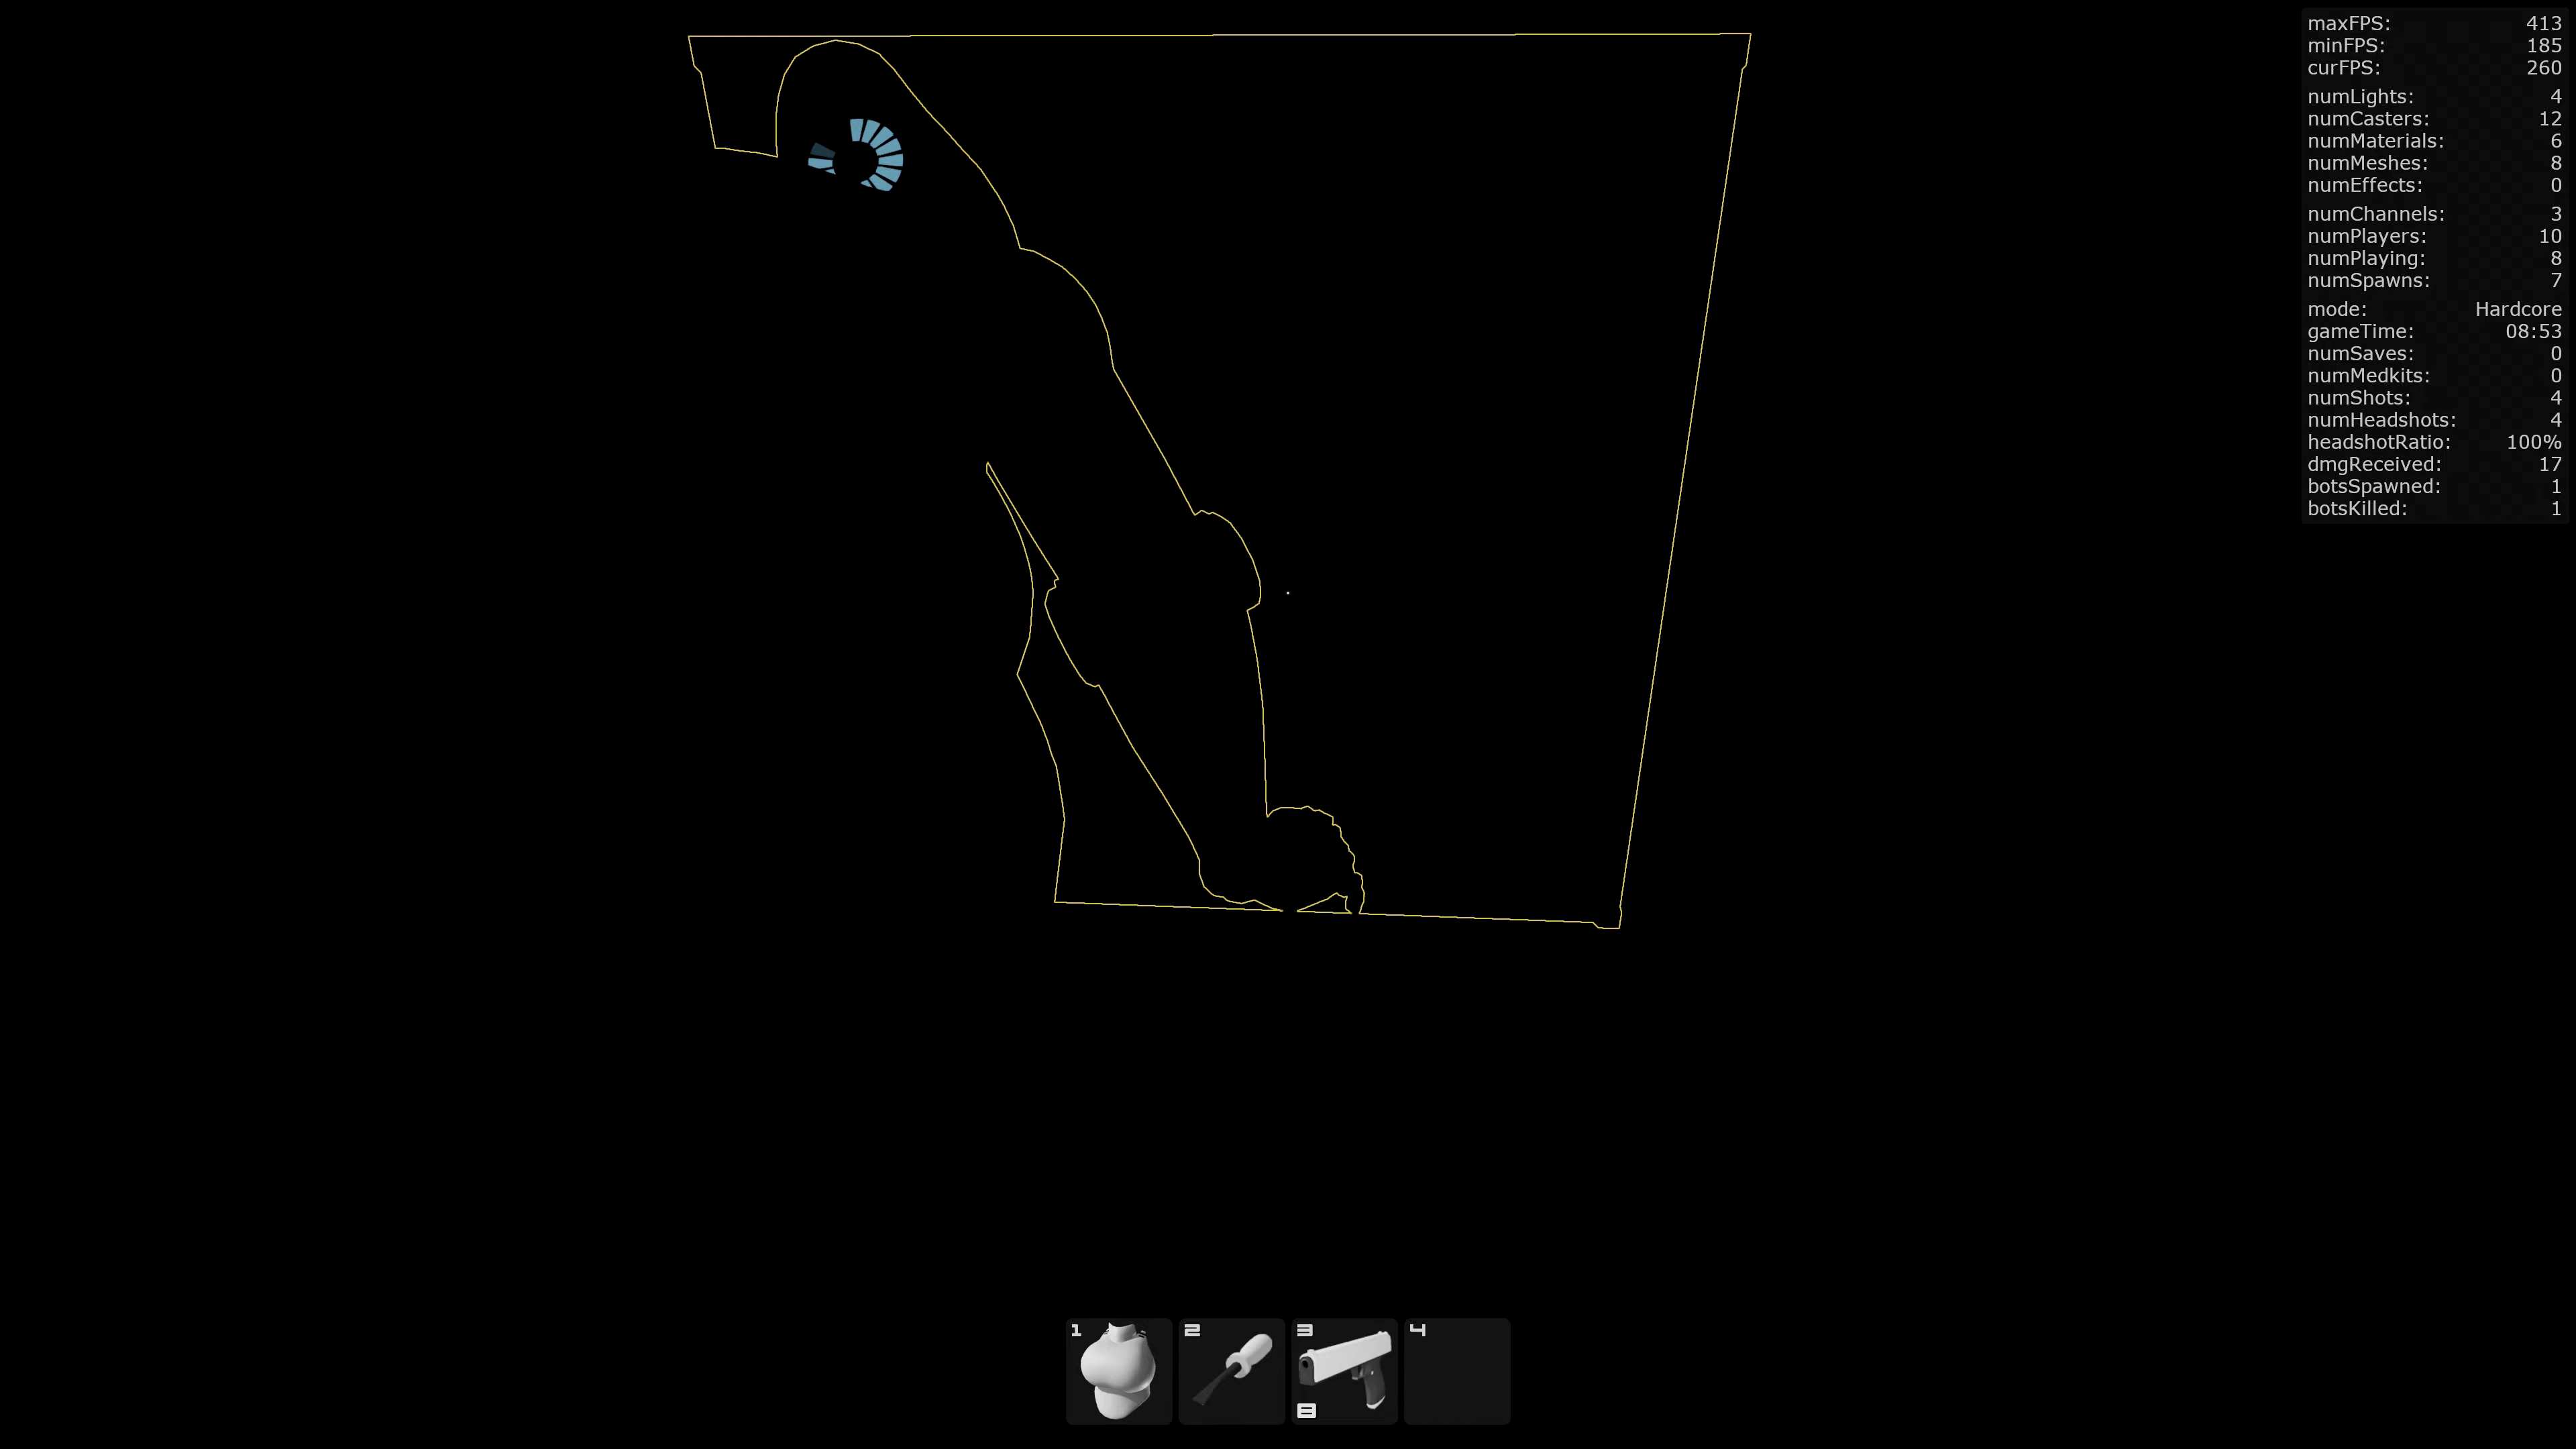 maxFPS: 413
minFPS: 185
curFPS: 260
numLights: 4
numCasters: 12
numMaterials: 6
numMeshes: 8
numEffects: 0
numChannels: 3
numPlayers: 10
numPlaying: 8
numSpawns: 7
mode: Hardcore
gameTime: 08:53
numSaves: 0
numMedkits: 0
numShots: 4
numHeadshots: 4
headshotRatio: 100%
dmgReceived: 17
botsSpawned: 1
botsKilled: 1
1 2 3 4
8